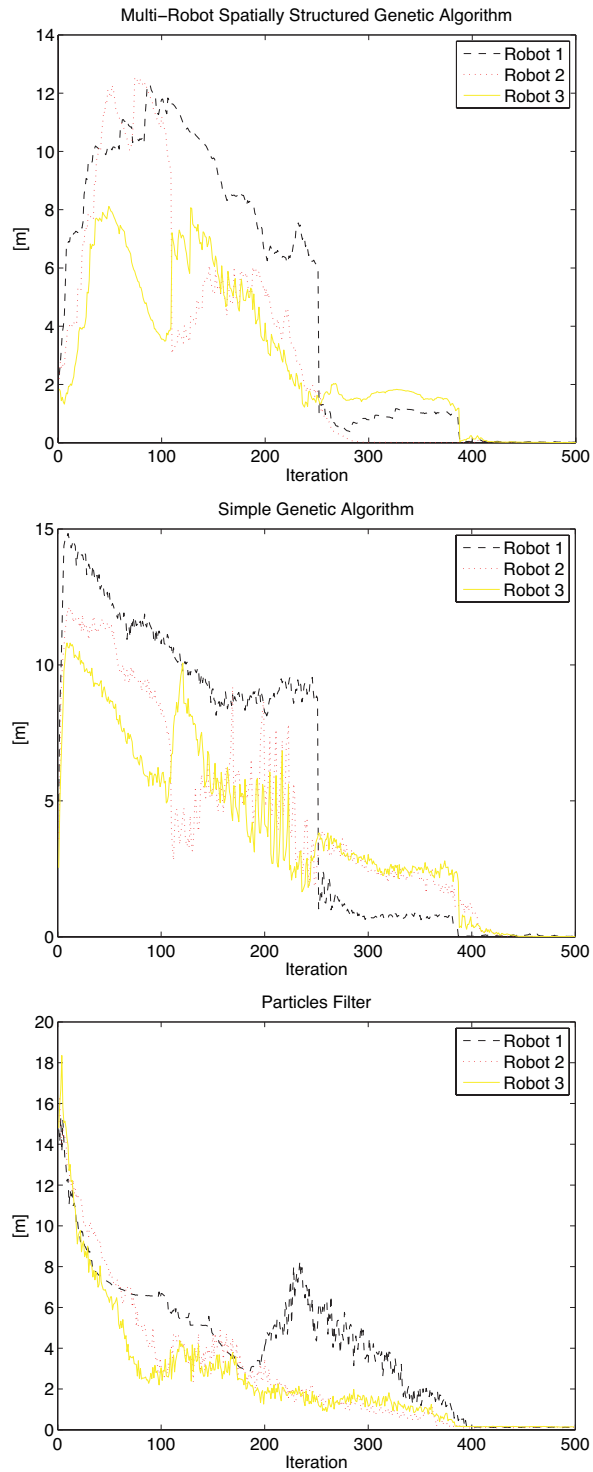 Multi-Robot Spatially Structured Genetic Algorithm
14
12
10
8
6
4
2
0
[m]
Robot 1
Robot 2
Robot 3
0 100 200 300 400 500
Iteration
Simple Genetic Algorithm
15
10
5
0
[m]
Robot 1
Robot 2
Robot 3
0 100 200 300 400 500
Iteration
Particles Filter
20
18
16
14
12
10
8
6
4
2
0
[m]
Robot 1
Robot 2
Robot 3
0 100 200 300 400 500
Iteration